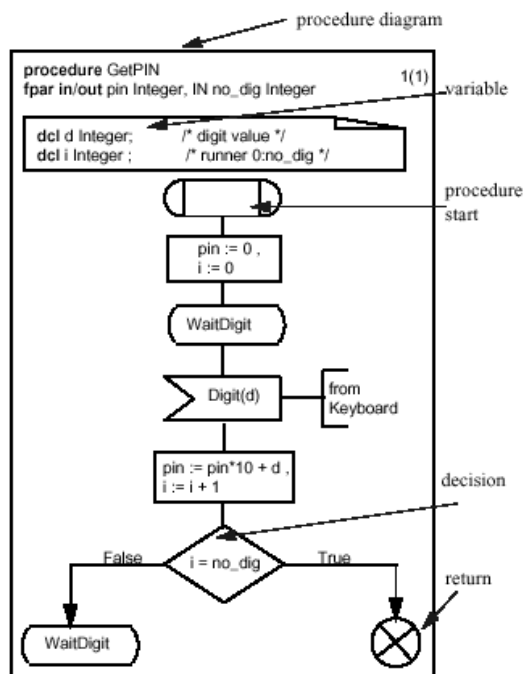 procedure diagram
procedure GetPIN
fpar in/out pin Integer, IN no_dig Integer
1(1)
variable
dcl d Integer; /* digit value */
dcl i Integer ; /* runner 0:no_dig */
procedure
start
pin := 0 ,
i := 0
WaitDigit
Digit(d)
from
Keyboard
pin := pin*10 + d ,
i := i + 1
decision
False
i = no_dig
True
return
WaitDigit